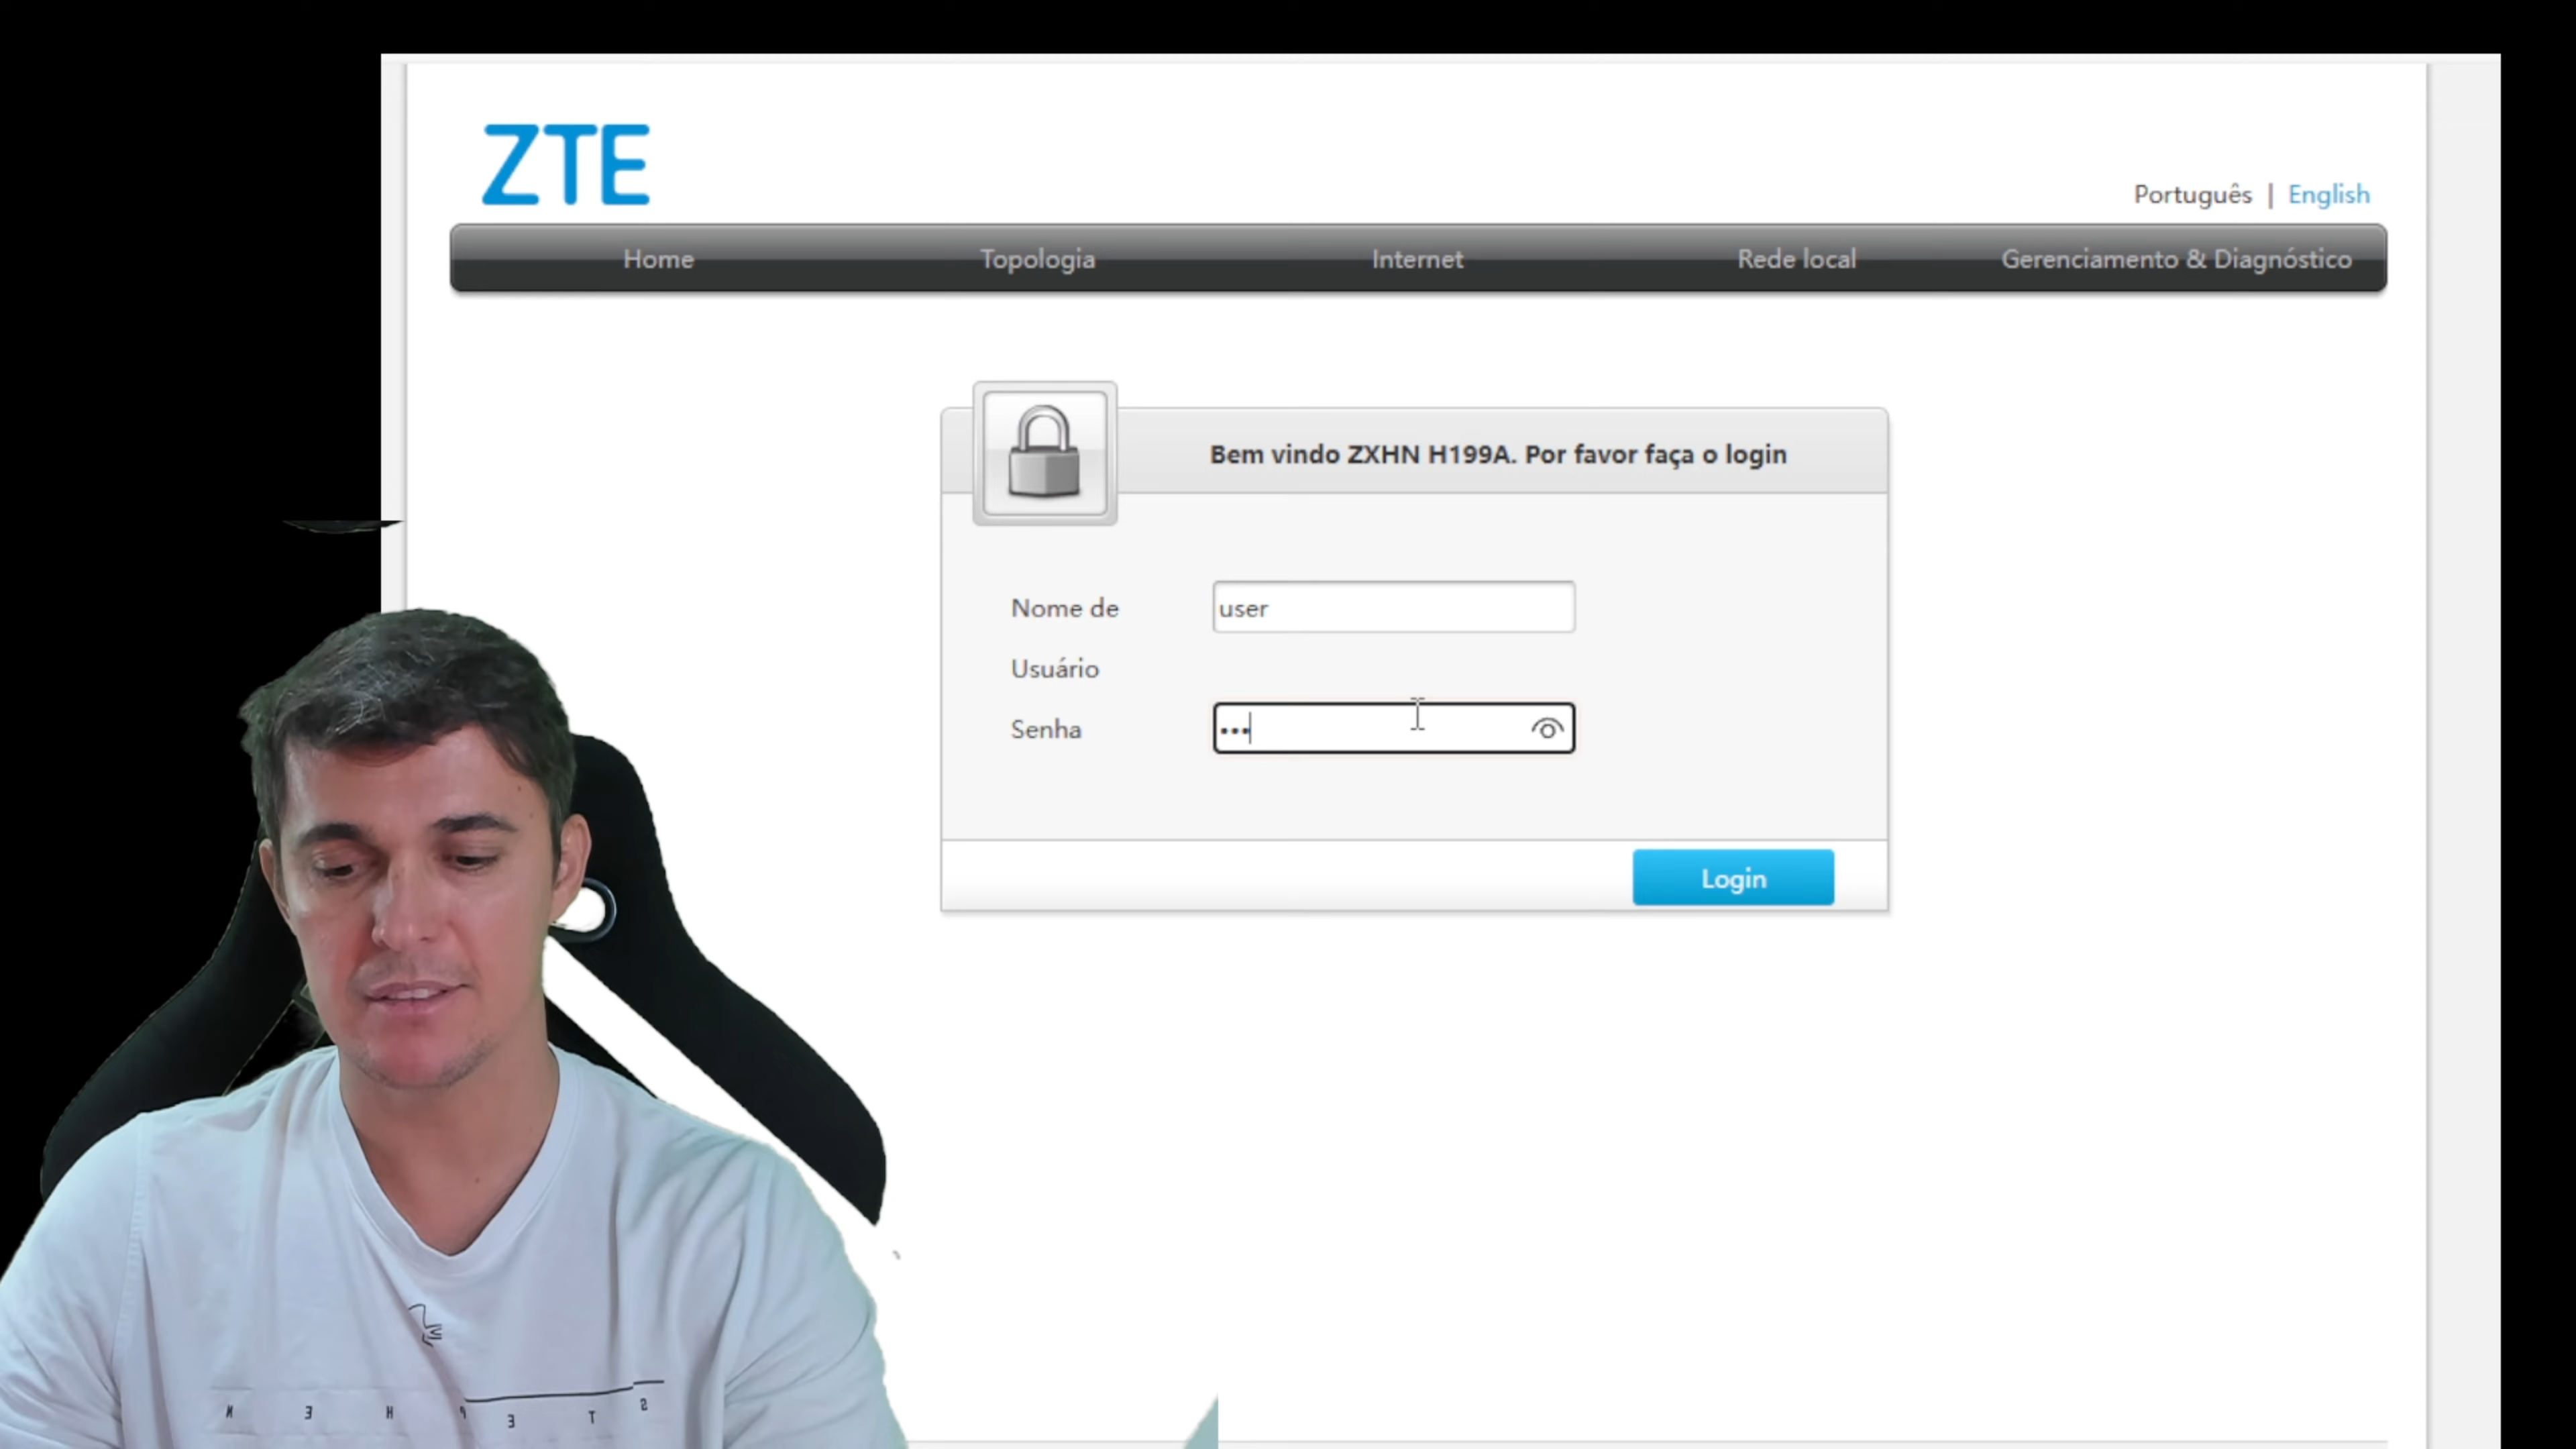 ZTE
Português | English
Home Topologia Internet Rede local Gerenciamento & Diagnóstico
Bem vindo ZXHN H199A. Por favor faça o login
Nome de user
Usuário
Senha •••
Login
N E H P E T S